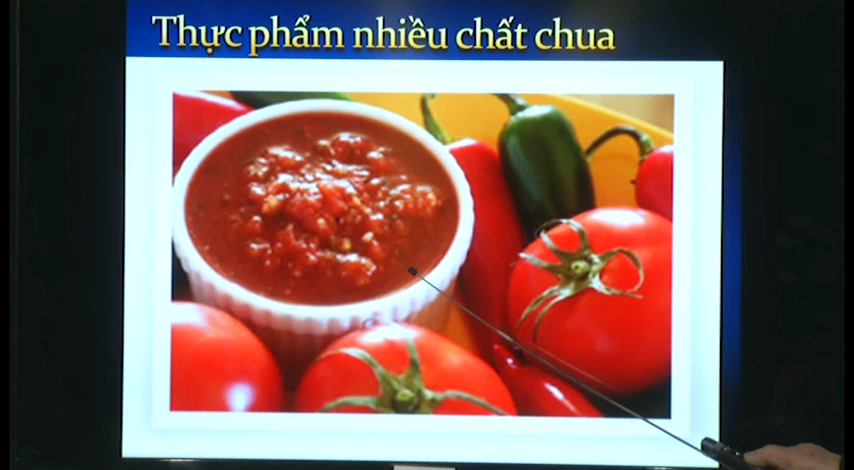 Thực phẩm nhiều chất chua